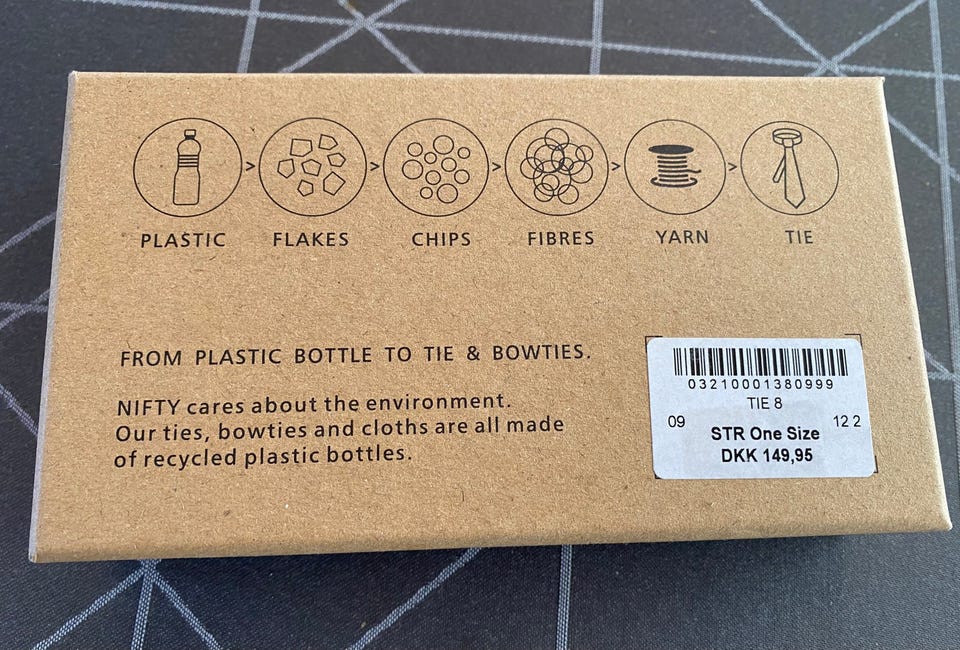 PLASTIC > FLAKES > CHIPS > FIBRES > YARN > TIE
FROM PLASTIC BOTTLE TO TIE & BOWTIES.
NIFTY cares about the environment.
Our ties, bowties and cloths are all made
of recycled plastic bottles.
03210001380999
TIE 8
09 12 2
STR One Size
DKK 149,95